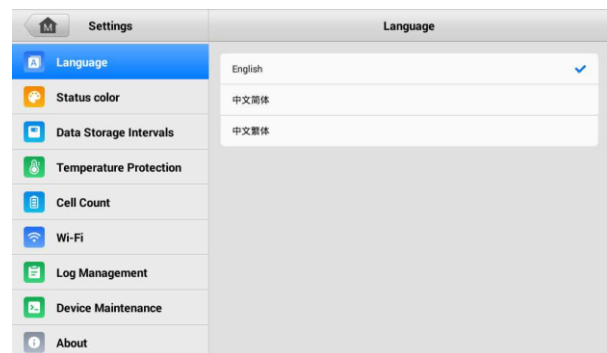 M
Settings
Language
A
Language
Status color
Data Storage Intervals
Temperature Protection
Cell Count
Wi-Fi
Log Management
Device Maintenance
About
English
中文简体
中文繁体